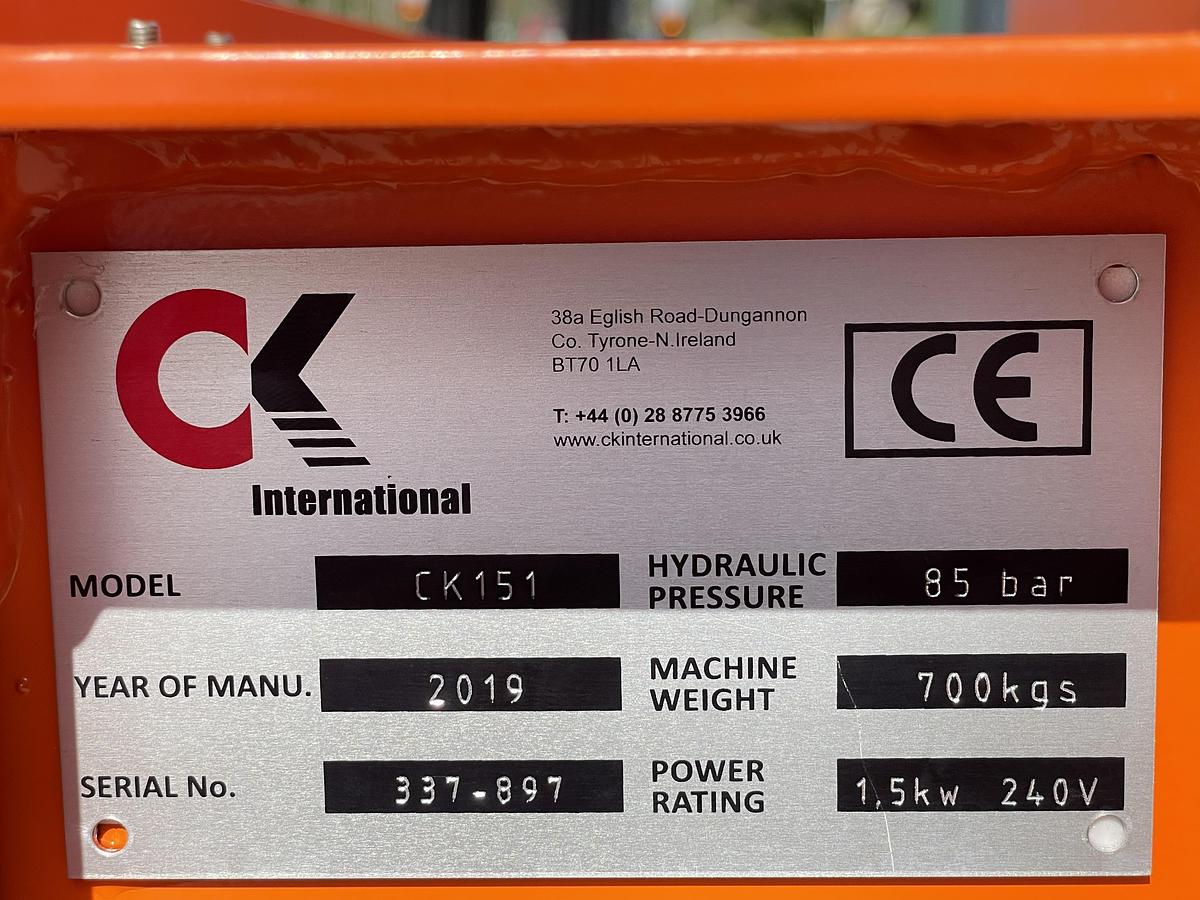 CK
International
38a Eglish Road-Dungannon
Co. Tyrone-N.Ireland
BT70 1LA
T: +44 (0) 28 8775 3966
www.ckinternational.co.uk
CE
MODEL CK151
HYDRAULIC
PRESSURE 85 bar
YEAR OF MANU. 2019
MACHINE
WEIGHT 700kgs
SERIAL No. 337-897
POWER
RATING 1.5kw 240V